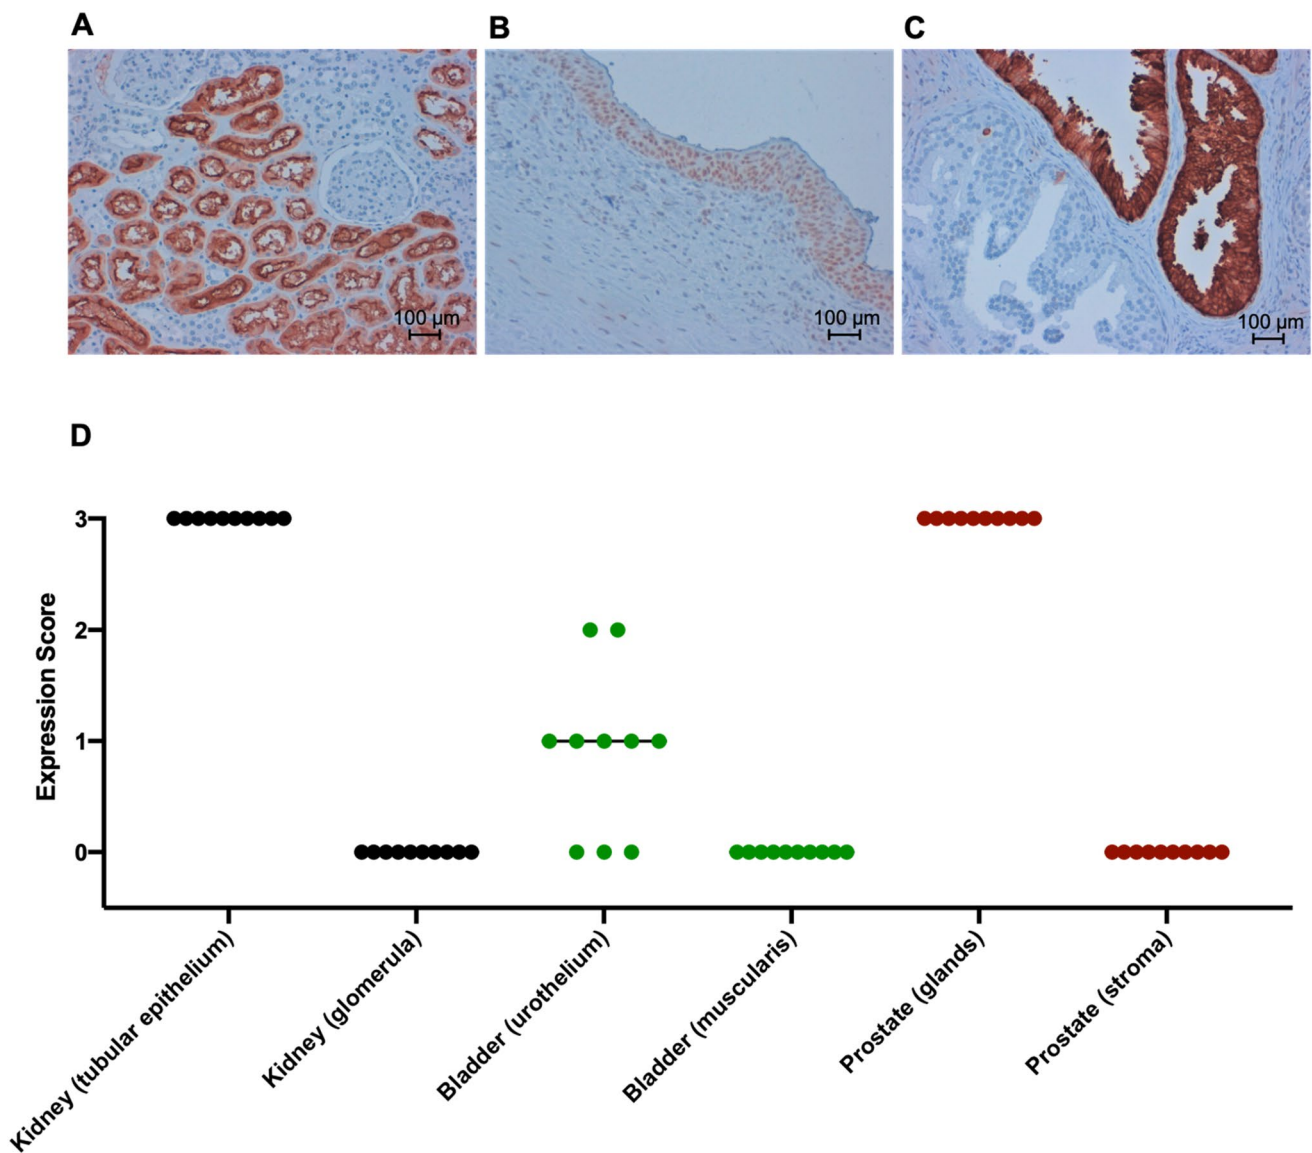 A
B
C
100 µm
100 µm
100 µm
D
3
2
1
0
Expression Score
Kidney (tubular epithelium)
Kidney (glomerula)
Bladder (urothelium)
Bladder (muscularis)
Prostate (glands)
Prostate (stroma)